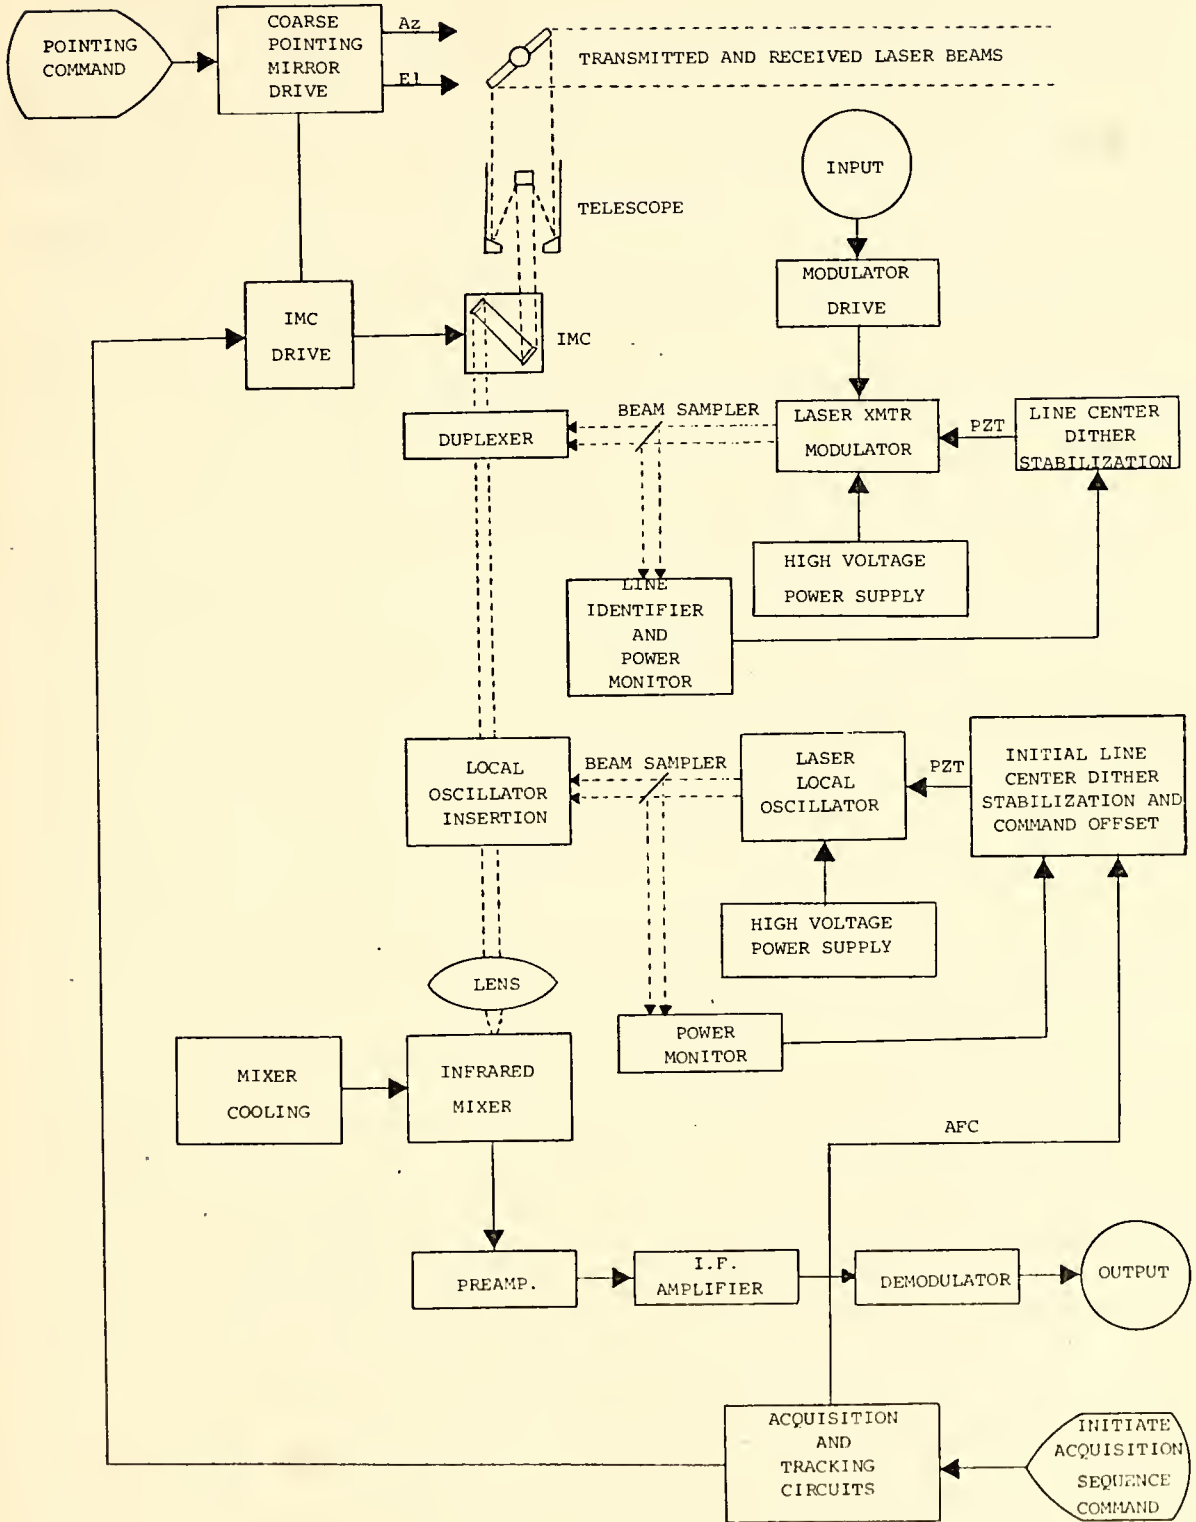 POINTING
COMMAND
COARSE
POINTING
MIRROR
DRIVE
Az
El
TRANSMITTED AND RECEIVED LASER BEAMS
INPUT
TELESCOPE
MODULATOR
DRIVE
IMC
DRIVE
IMC
BEAM SAMPLER
DUPLEXER
LASER XMTR
MODULATOR
PZT
LINE CENTER
DITHER
STABILIZATION
HIGH VOLTAGE
POWER SUPPLY
LINE
IDENTIFIER
AND
POWER
MONITOR
LOCAL
OSCILLATOR
INSERTION
BEAM SAMPLER
LASER
LOCAL
OSCILLATOR
PZT
INITIAL LINE
CENTER DITHER
STABILIZATION AND
COMMAND OFFSET
HIGH VOLTAGE
POWER SUPPLY
LENS
POWER
MONITOR
MIXER
COOLING
INFRARED
MIXER
AFC
PREAMP.
I.F.
AMPLIFIER
DEMODULATOR
OUTPUT
ACQUISITION
AND
TRACKING
CIRCUITS
INITIATE
ACQUISITION
SEQUENCE
COMMAND